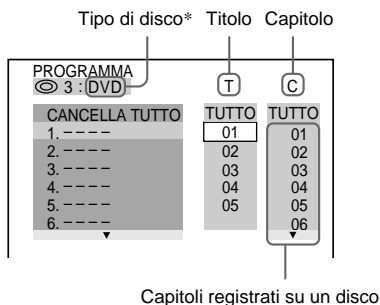 Tipo di disco* Titolo Capitolo
PROGRAMMA
3 : DVD T C
CANCELLA TUTTO TUTTO TUTTO
1. – – – – 01 01
2. – – – – 02 02
3. – – – – 03 03
4. – – – – 04 04
5. – – – – 05 05
6. – – – – 06
Capitoli registrati su un disco